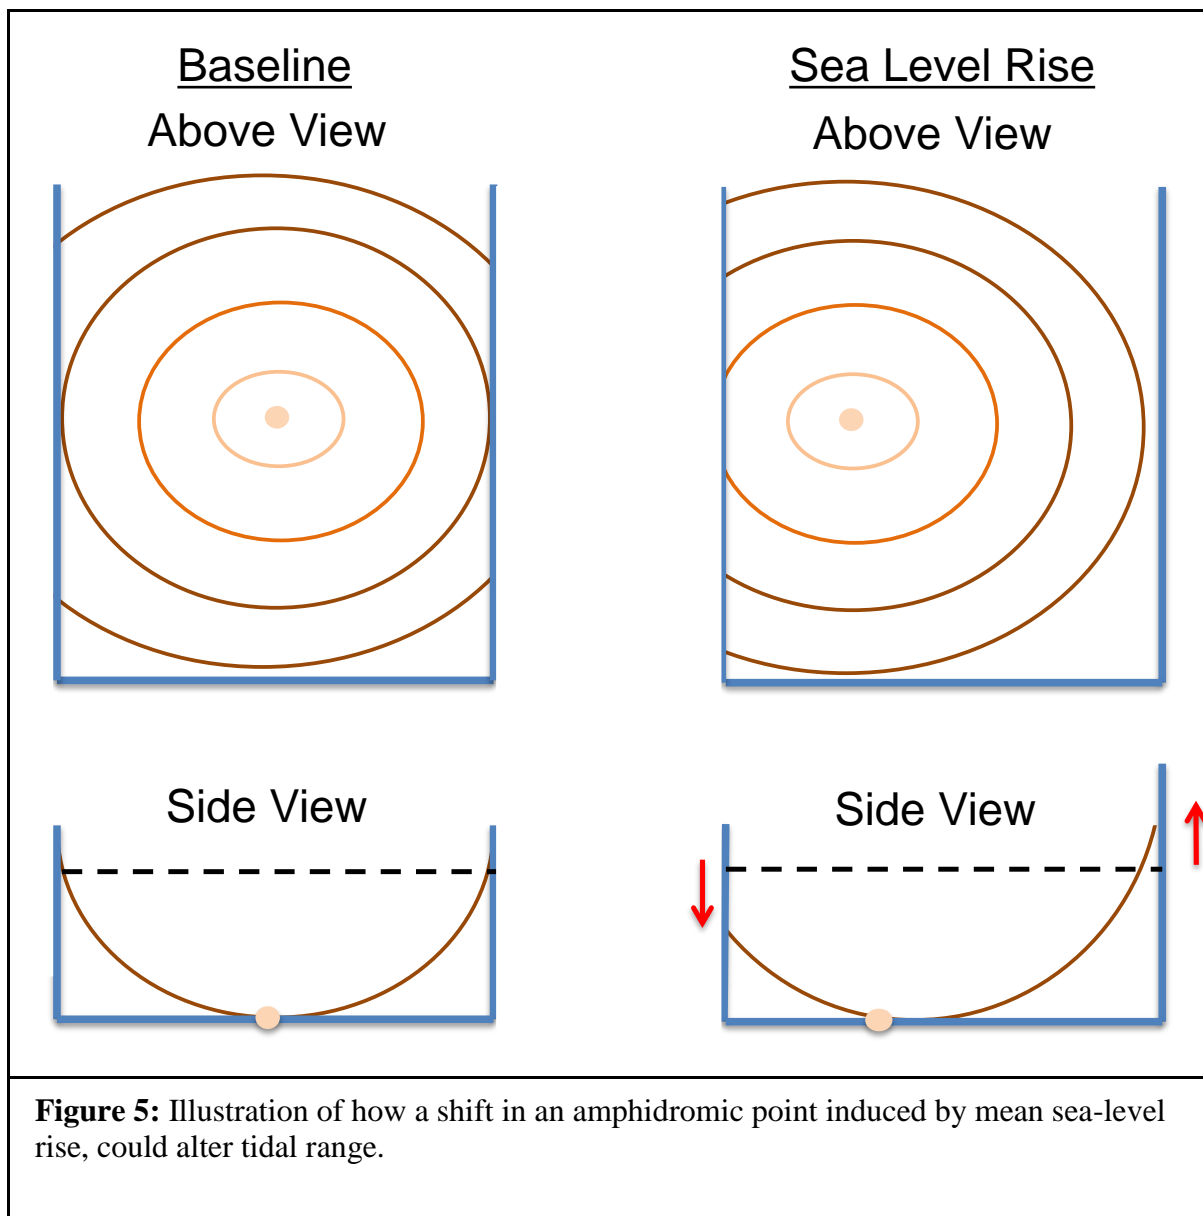 Baseline
Above View
Sea Level Rise
Above View
Side View
Side View
Figure 5: Illustration of how a shift in an amphidromic point induced by mean sea-level
rise, could alter tidal range.